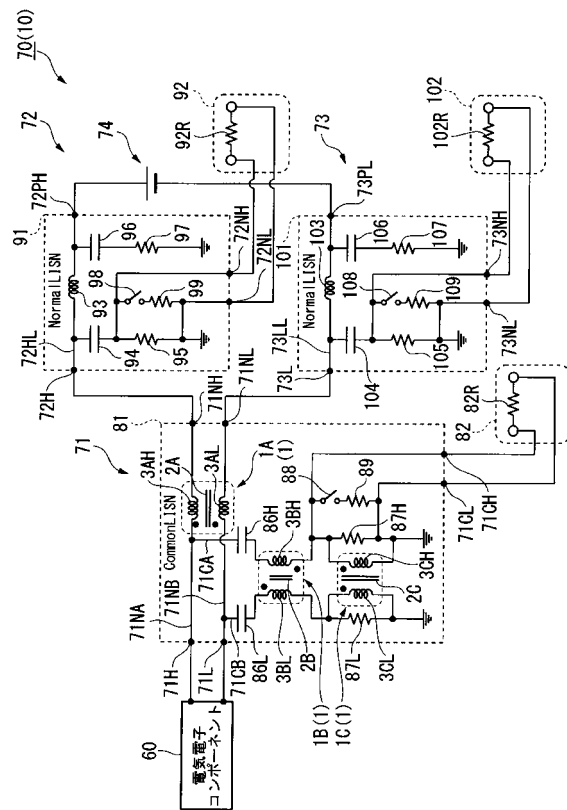 70(10)
72
74
92
92R
73
102
102R
72PH
91
96
97
NormalLISN
98
99
93
94
95
72HL
72H
72NH
72NL
73PL
101
103
106
107
NormalLISN
108
109
73LL
73L
104
105
73NH
73NL
71
81
71NH
71NL
3AH
2A
3AL
1A(1)
CommonLISN
71NA
71NB
71CA
71H
71L
71CB
86H
86L
3BH
3BL
2B
88
89
87H
87L
3CH
3CL
2C
1B(1)
1C(1)
82
82R
71CH
71CL
60
電気電子
コンポーネント